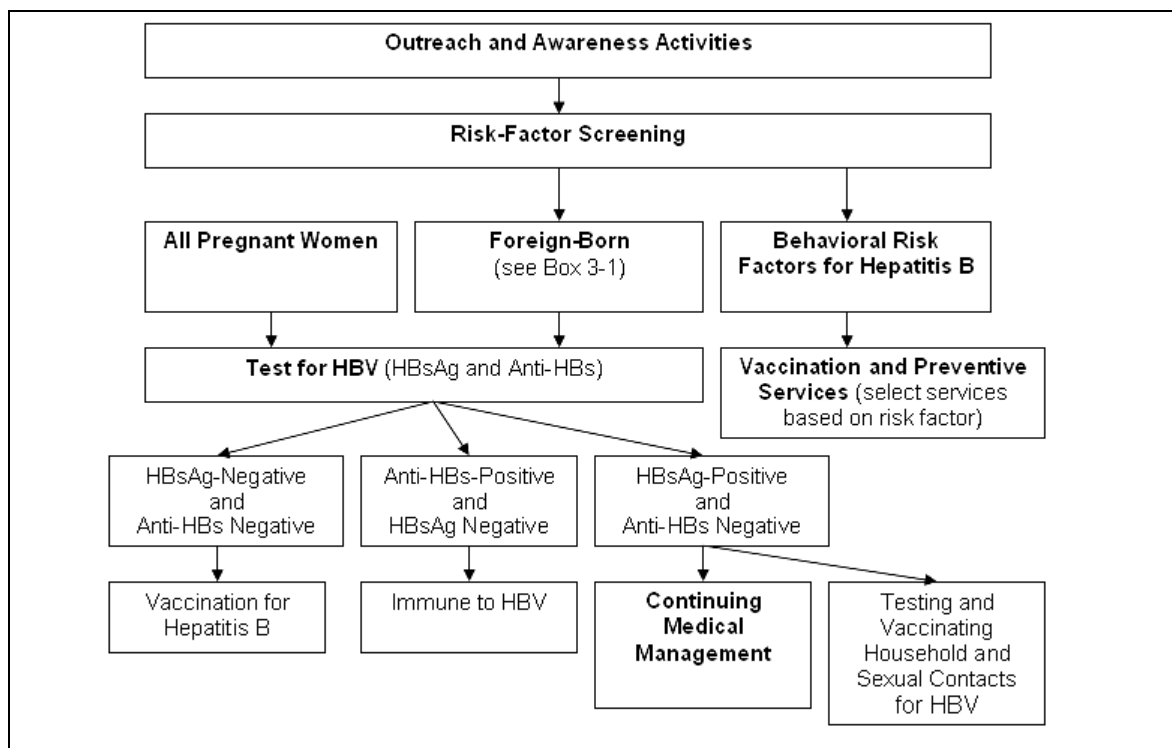 Outreach and Awareness Activities
Risk-Factor Screening
All Pregnant Women
Foreign-Born
(see Box 3-1)
Behavioral Risk
Factors for Hepatitis B
Test for HBV (HBsAg and Anti-HBs)
Vaccination and Preventive
Services (select services
based on risk factor)
HBsAg-Negative
and
Anti-HBs Negative
Anti-HBs-Positive
and
HBsAg Negative
HBsAg-Positive
and
Anti-HBs Negative
Vaccination for
Hepatitis B
Immune to HBV
Continuing
Medical
Management
Testing and
Vaccinating
Household and
Sexual Contacts
for HBV